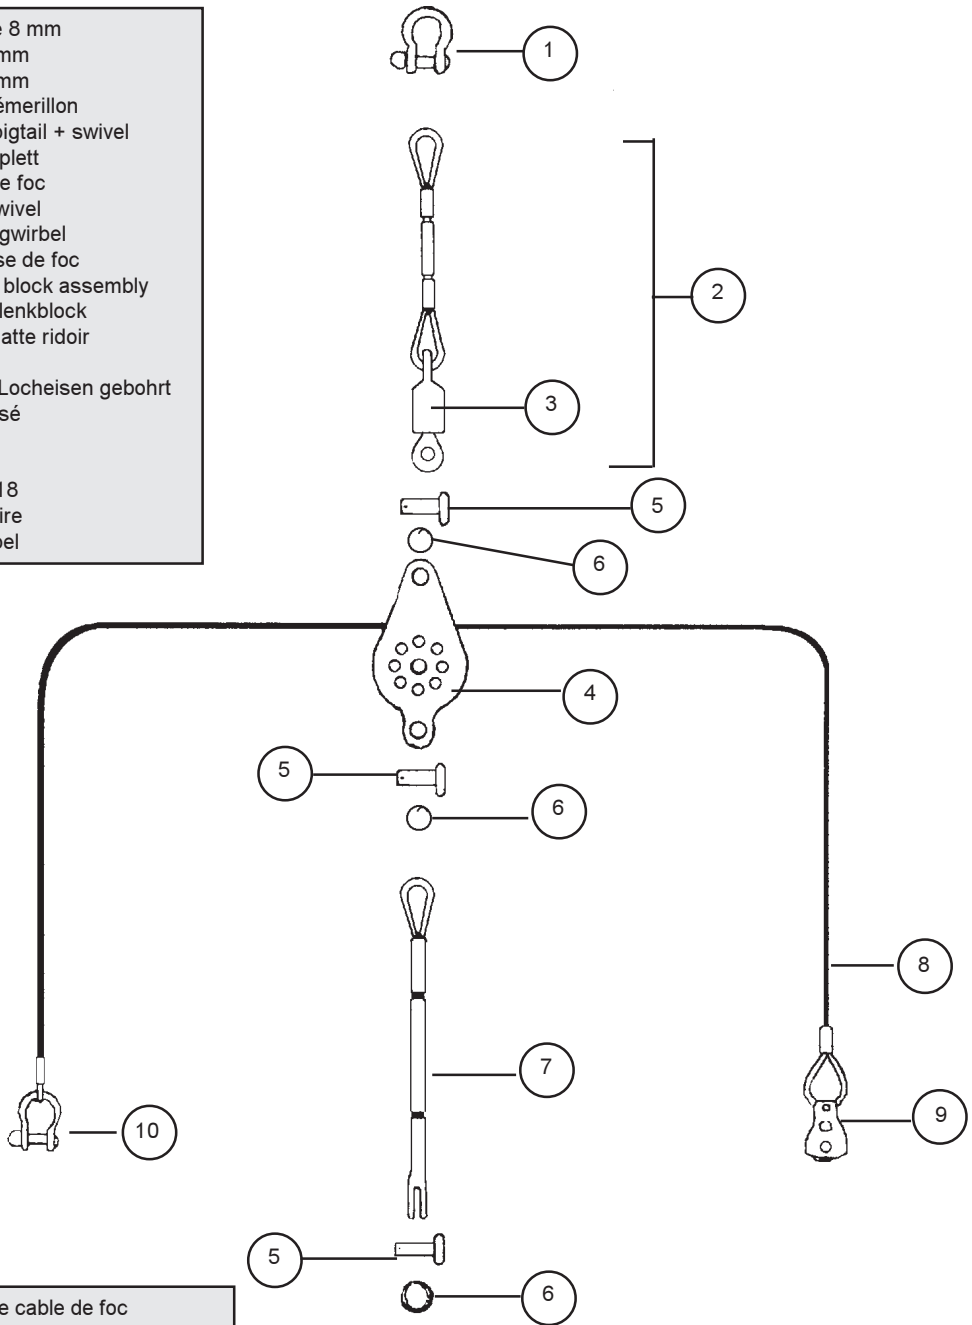 e 8 mm
mm
mm
émerillon
pigtail + swivel
plett
e foc
wivel
gwirbel
se de foc
block assembly
lenkblock
atte ridoir
Locheisen gebohrt
sé
18
ire
bel
1
2
3
5
6
4
5
6
8
7
9
10
5
6
e cable de foc